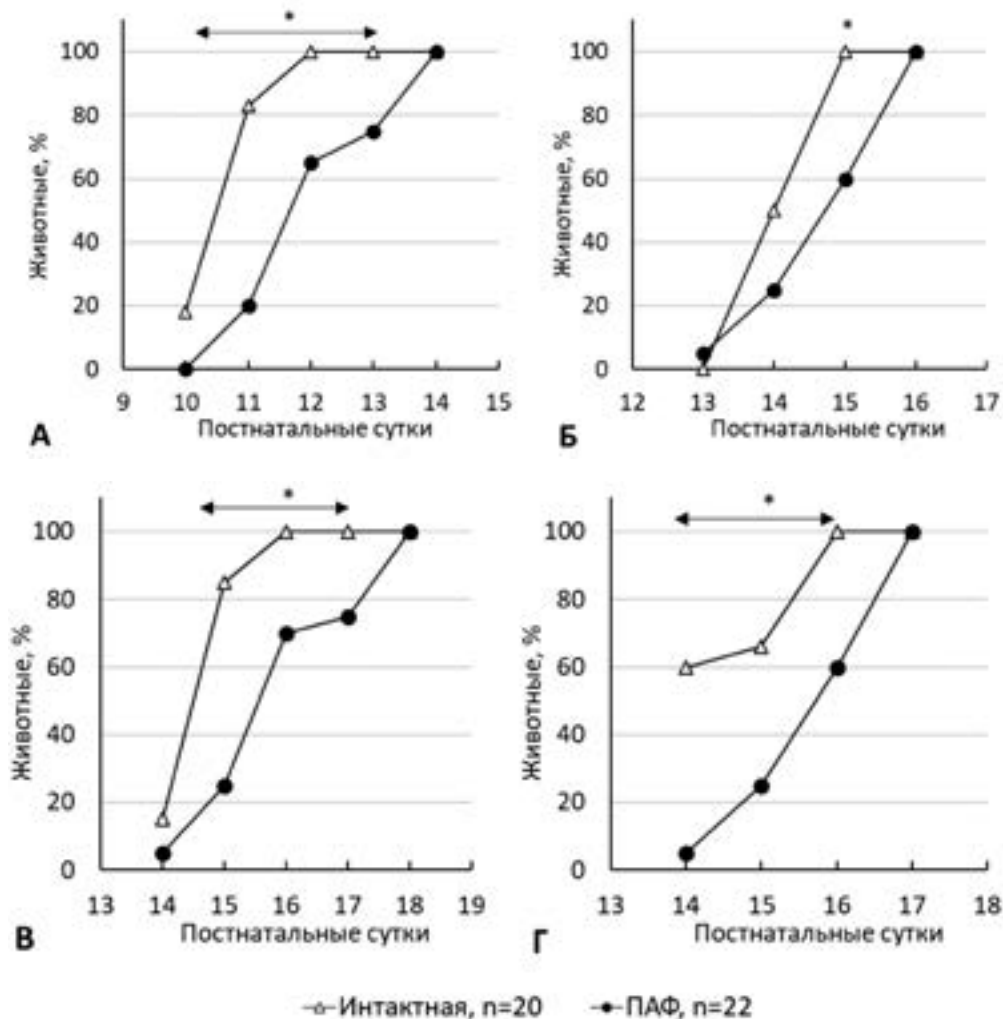 *
*
100
100
80
80
60
60
40
40
20
20
0
0
Животные, %
Животные, %
9 10 11 12 13 14 15
12 13 14 15 16 17
А Постнатальные сутки
Б Постнатальные сутки
*
*
100
100
80
80
60
60
40
40
20
20
0
0
Животные, %
Животные, %
13 14 15 16 17 18 19
13 14 15 16 17 18
В Постнатальные сутки
Г Постнатальные сутки
Интактная, n=20 ПАФ, n=22